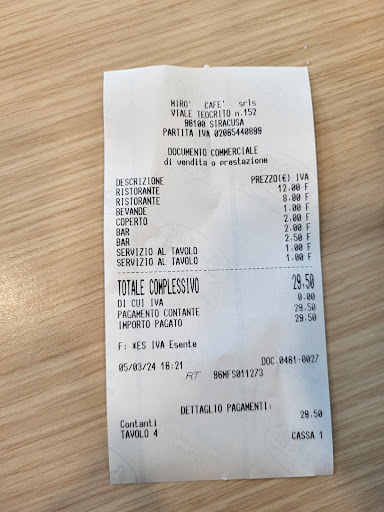 MIRO' CAFE' srls
VIALE TEOCRITO n.152
96100 SIRACUSA
PARTITA IVA 02065440899
DOCUMENTO COMMERCIALE
di vendita o prestazione
DESCRIZIONE PREZZO(€) IVA
RISTORANTE 12.00 F
RISTORANTE 8.00 F
BEVANDE 1.00 F
COPERTO 2.00 F
BAR 2.00 F
BAR 2.50 F
SERVIZIO AL TAVOLO 1.00 F
SERVIZIO AL TAVOLO 1.00 F
TOTALE COMPLESSIVO 29.50
DI CUI IVA 0.00
PAGAMENTO CONTANTE 29.50
IMPORTO PAGATO 29.50
F: *ES IVA Esente
05/03/24 16:21 DOC.0461-0027
RT 96MFS011273
DETTAGLIO PAGAMENTI:
Contanti 29.50
TAVOLO 4 CASSA 1